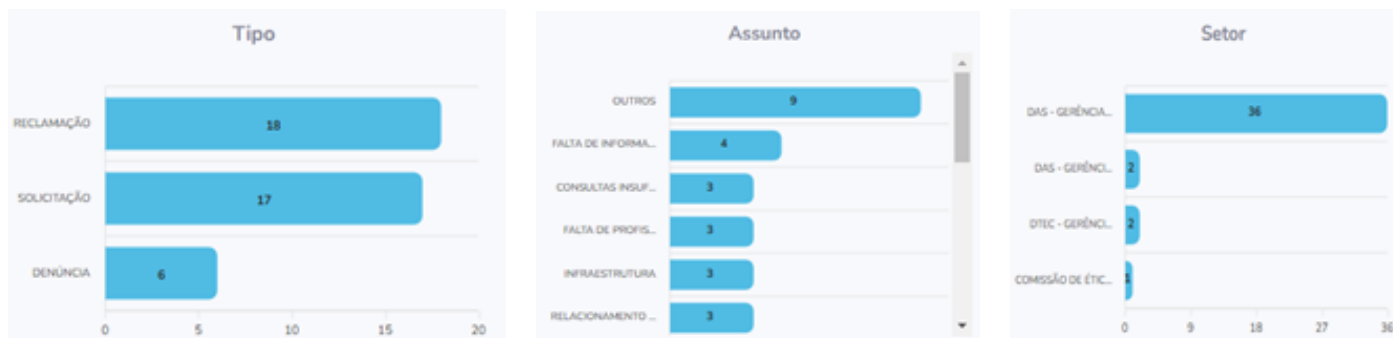 Tipo
RECLAMAÇÃO 18
SOLICITAÇÃO 17
DENÚNCIA 6
0 5 10 15 20
Assunto
OUTROS 9
FALTA DE INFORMA... 4
CONSULTAS INSUF... 3
FALTA DE PROFIS... 3
INFRAESTRUTURA 3
RELACIONAMENTO ... 3
Setor
DAS - GERÊNCIA... 36
DAS - GERÊNCI... 2
DTEC - GERÊNCI... 2
COMISSÃO DE ÉTIC... 1
0 9 18 27 36